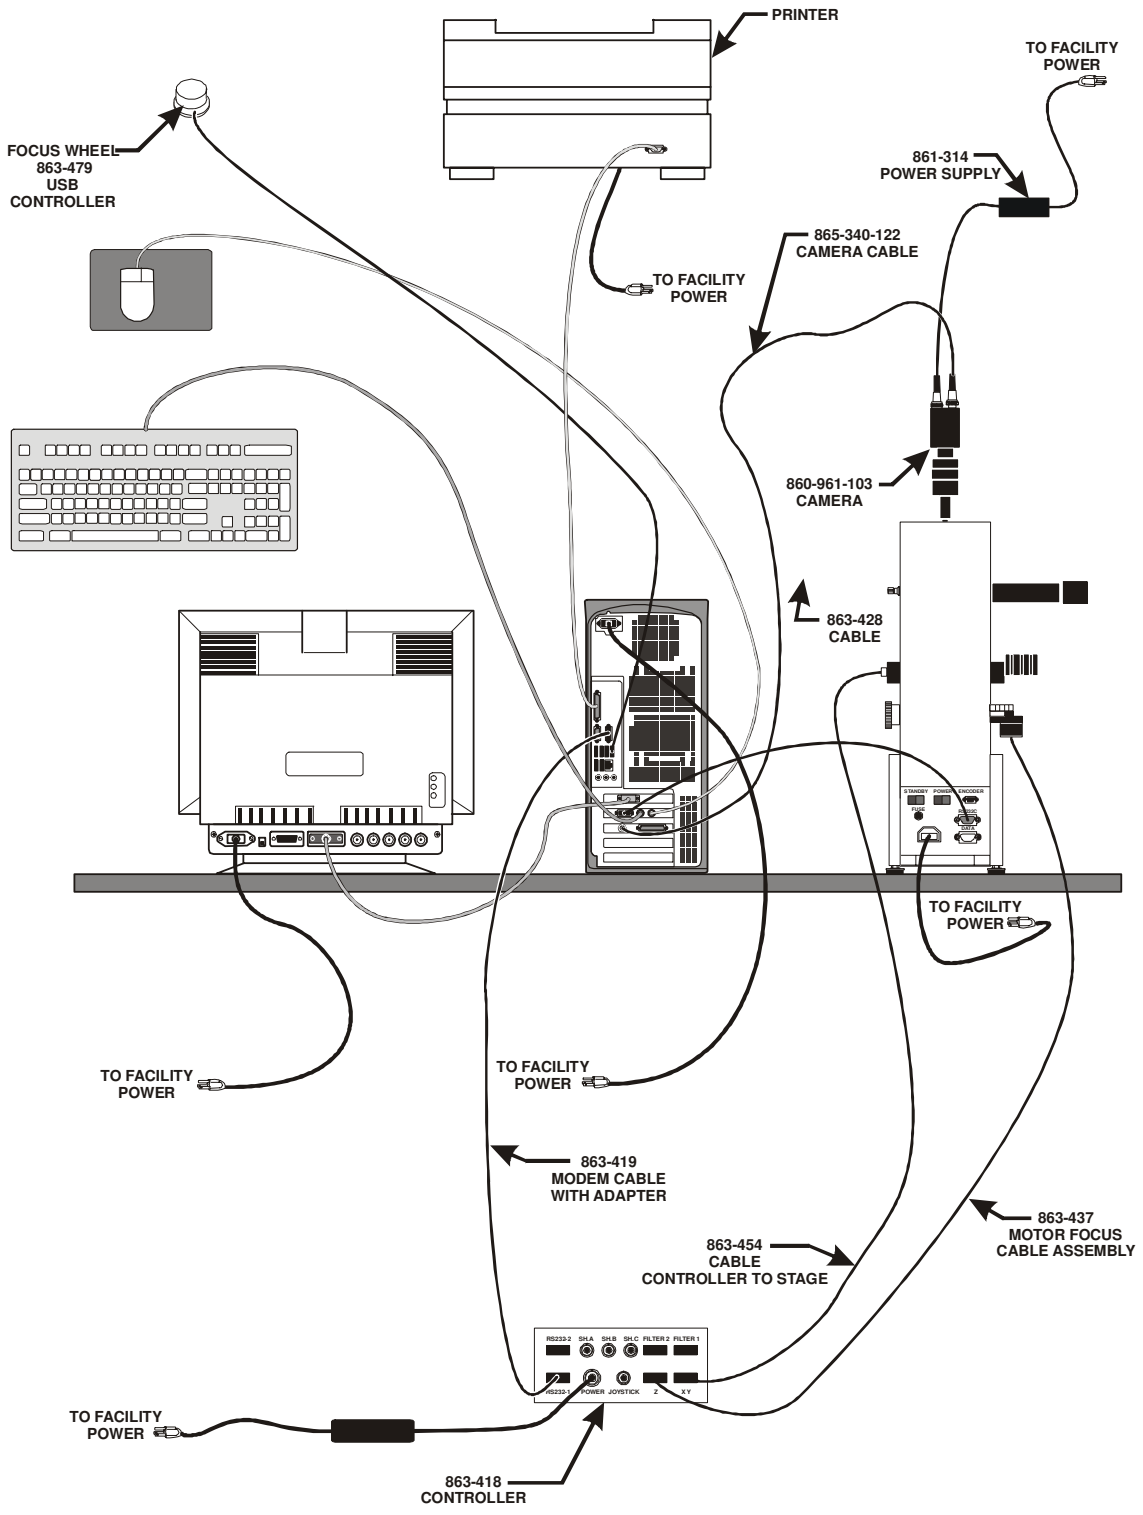 PRINTER
TO FACILITY
POWER
FOCUS WHEEL
863-479
USB
CONTROLLER
861-314
POWER SUPPLY
865-340-122
CAMERA CABLE
TO FACILITY
POWER
860-961-103
CAMERA
863-428
CABLE
STANDBY
POWER
ENCODER
FUSE
RS232C
DATA
TO FACILITY
POWER
TO FACILITY
POWER
TO FACILITY
POWER
863-419
MODEM CABLE
WITH ADAPTER
863-437
MOTOR FOCUS
CABLE ASSEMBLY
863-454
CABLE
CONTROLLER TO STAGE
RS232-2 SH.A SH.B SH.C FILTER 2 FILTER 1
RS232-1 POWER JOYSTICK Z X Y
TO FACILITY
POWER
863-418
CONTROLLER